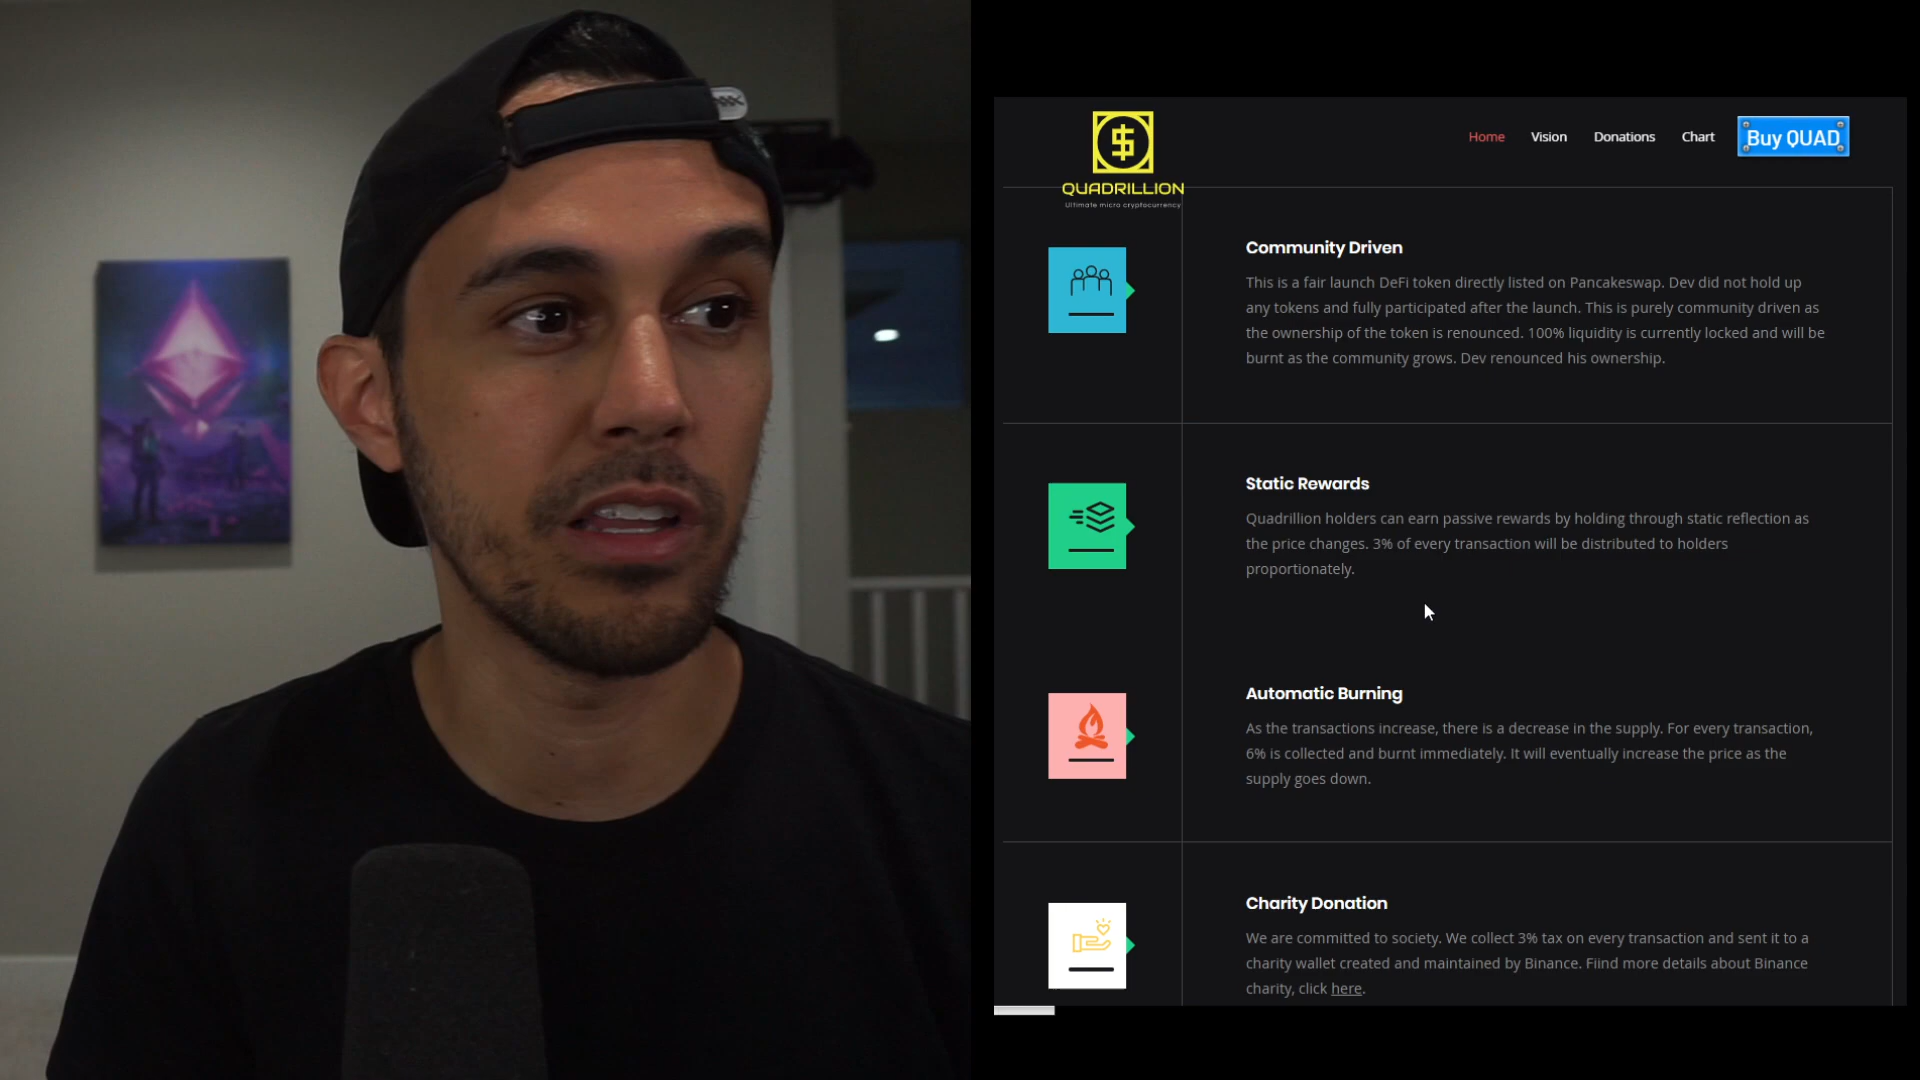 QUADRILLION
Ultimate micro cryptocurrency
Home Vision Donations Chart Buy QUAD
Community Driven
This is a fair launch DeFi token directly listed on Pancakeswap. Dev did not hold up
any tokens and fully participated after the launch. This is purely community driven as
the ownership of the token is renounced. 100% liquidity is currently locked and will be
burnt as the community grows. Dev renounced his ownership.
Static Rewards
Quadrillion holders can earn passive rewards by holding through static reflection as
the price changes. 3% of every transaction will be distributed to holders
proportionately.
Automatic Burning
As the transactions increase, there is a decrease in the supply. For every transaction,
6% is collected and burnt immediately. It will eventually increase the price as the
supply goes down.
Charity Donation
We are committed to society. We collect 3% tax on every transaction and sent it to a
charity wallet created and maintained by Binance. Fiind more details about Binance
charity, click here.